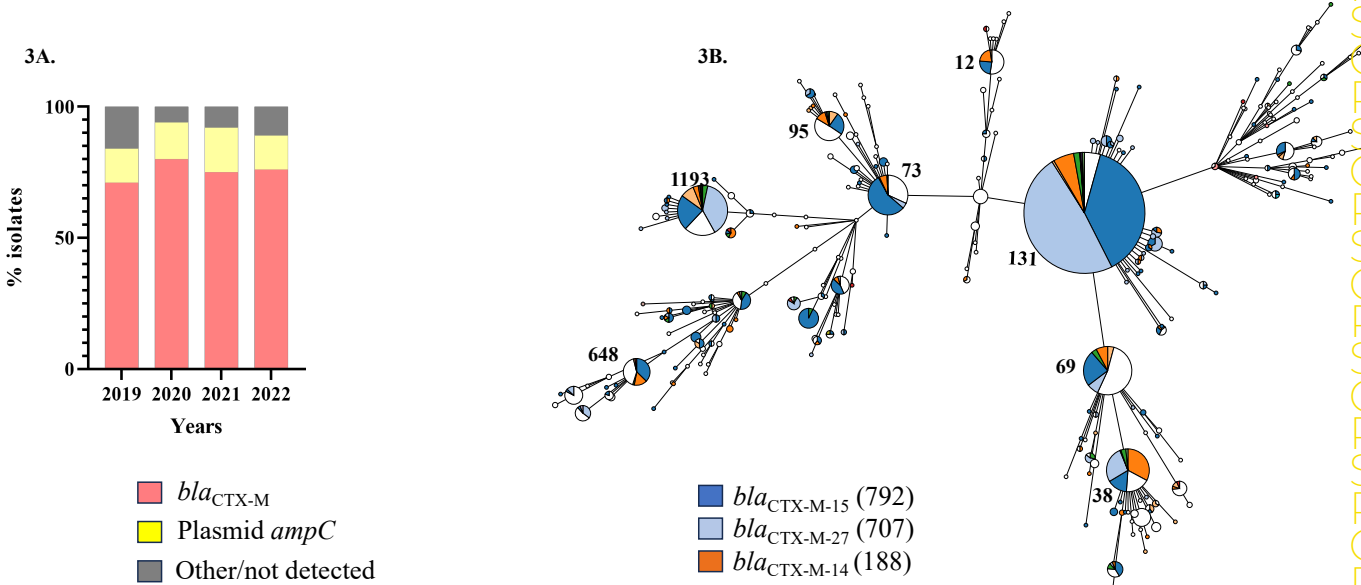 3A.
100
50
0
% isolates
2019 2020 2021 2022
Years
blaCTX-M
Plasmid ampC
Other/not detected
3B.
12
95
73
1193
131
648
69
38
blaCTX-M-15 (792)
blaCTX-M-27 (707)
blaCTX-M-14 (188)